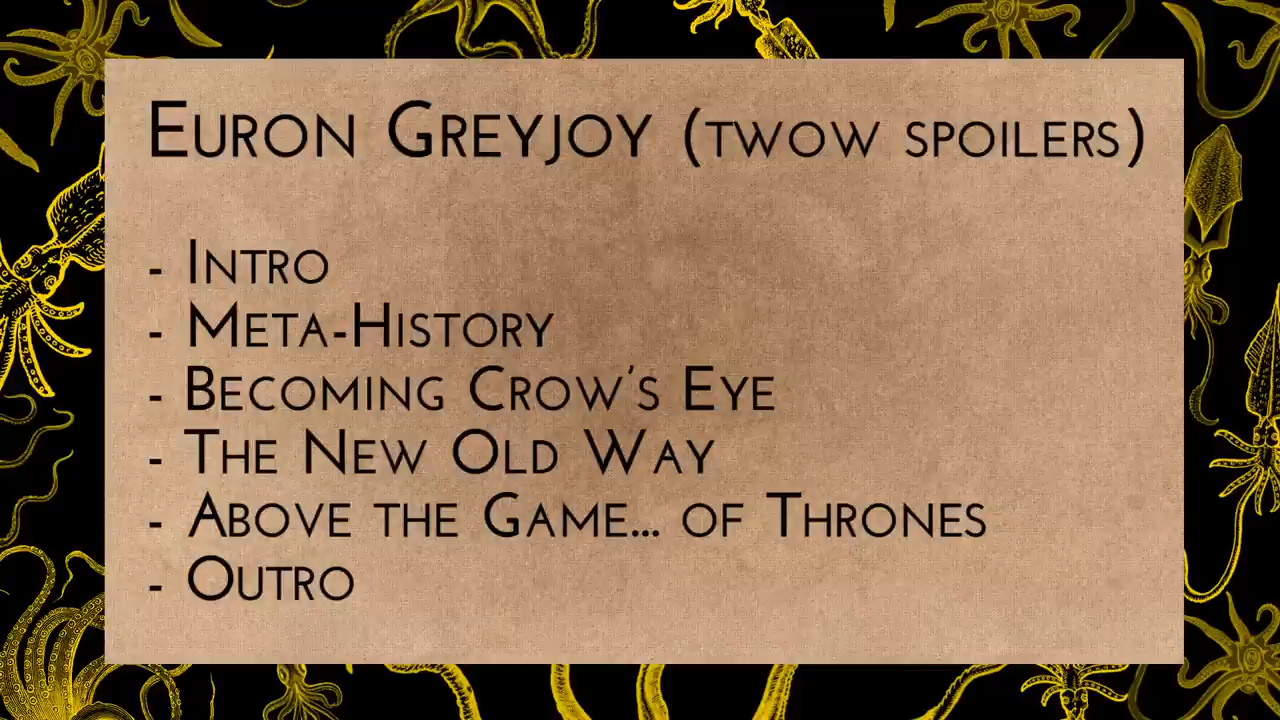 Euron Greyjoy (TWOW spoilers)
- Intro
- Meta-History
- Becoming Crow's Eye
- The New Old Way
- Above the Game... of Thrones
- Outro